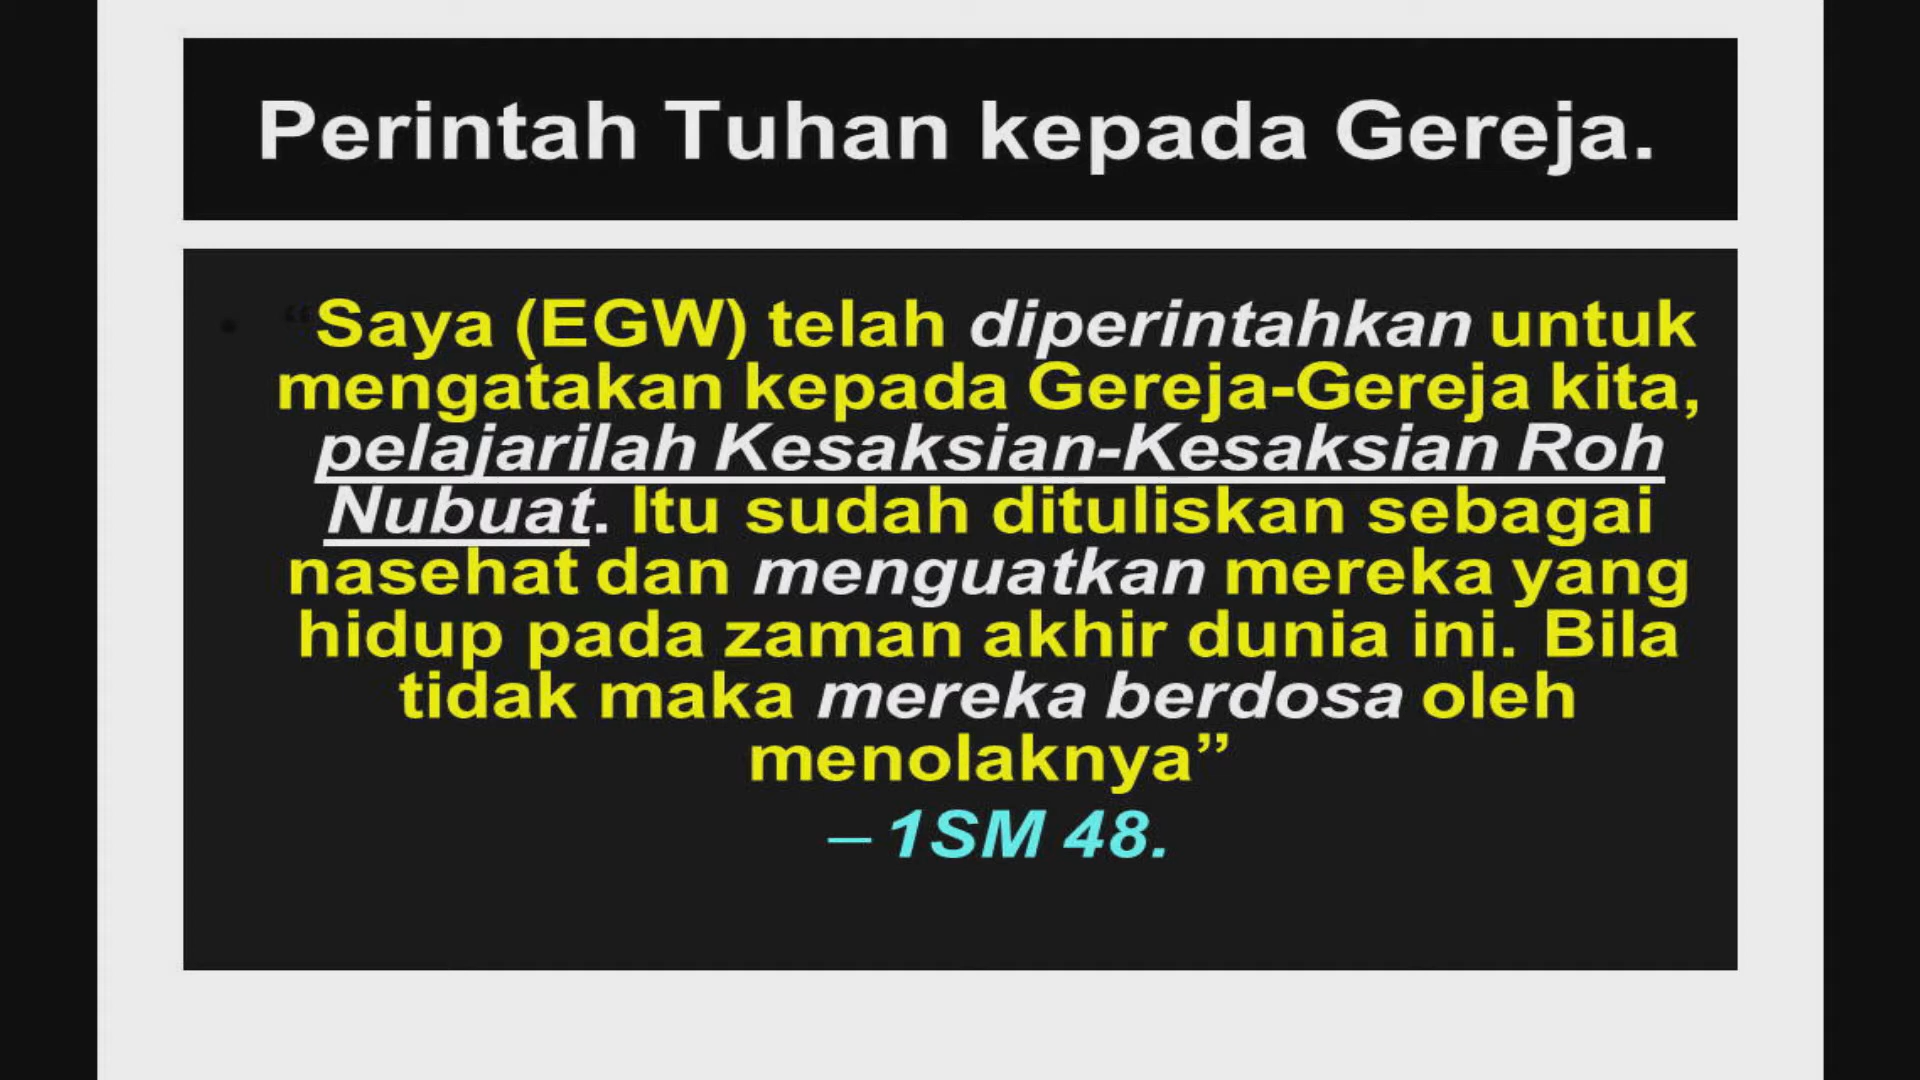 Perintah Tuhan kepada Gereja.
• “Saya (EGW) telah diperintahkan untuk
mengatakan kepada Gereja-Gereja kita,
pelajarilah Kesaksian-Kesaksian Roh
Nubuat. Itu sudah dituliskan sebagai
nasehat dan menguatkan mereka yang
hidup pada zaman akhir dunia ini. Bila
tidak maka mereka berdosa oleh
menolaknya”
– 1SM 48.